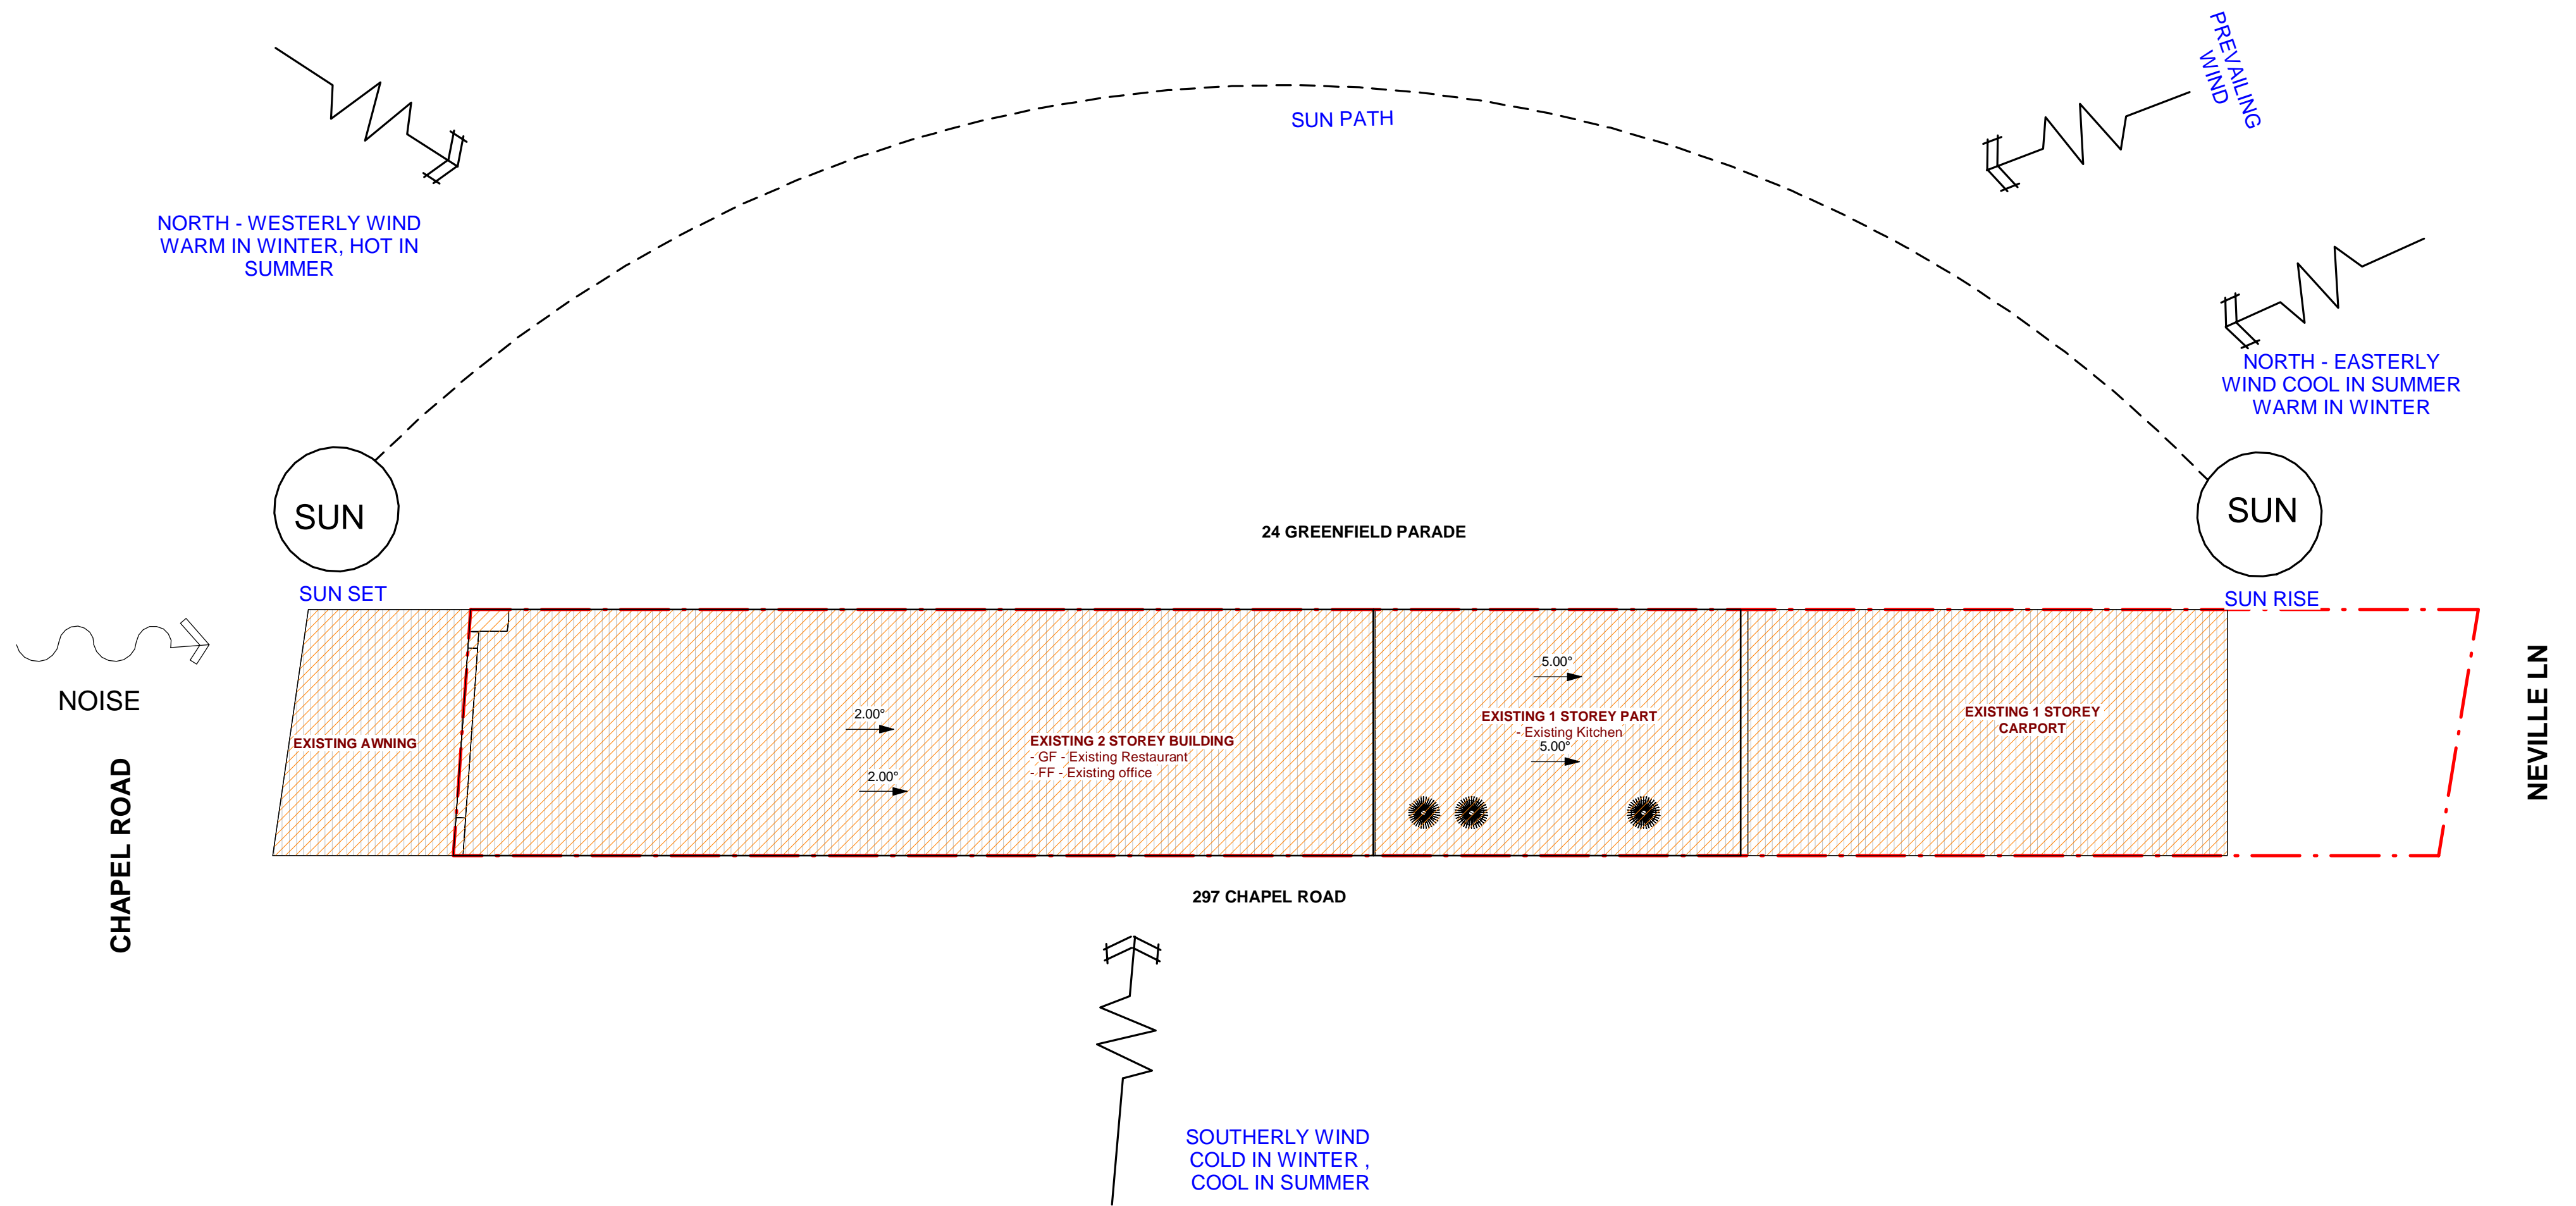 PREVAILING
WIND
SUN PATH
NORTH - WESTERLY WIND
WARM IN WINTER, HOT IN
SUMMER
NORTH - EASTERLY
WIND COOL IN SUMMER
WARM IN WINTER
SUN
SUN
24 GREENFIELD PARADE
SUN SET
SUN RISE
NOISE
CHAPEL ROAD
NEVILLE LN
EXISTING AWNING
2.00°
2.00°
EXISTING 2 STOREY BUILDING
- GF - Existing Restaurant
- FF - Existing office
5.00°
EXISTING 1 STOREY PART
- Existing Kitchen
5.00°
EXISTING 1 STOREY
CARPORT
297 CHAPEL ROAD
SOUTHERLY WIND
COLD IN WINTER ,
COOL IN SUMMER